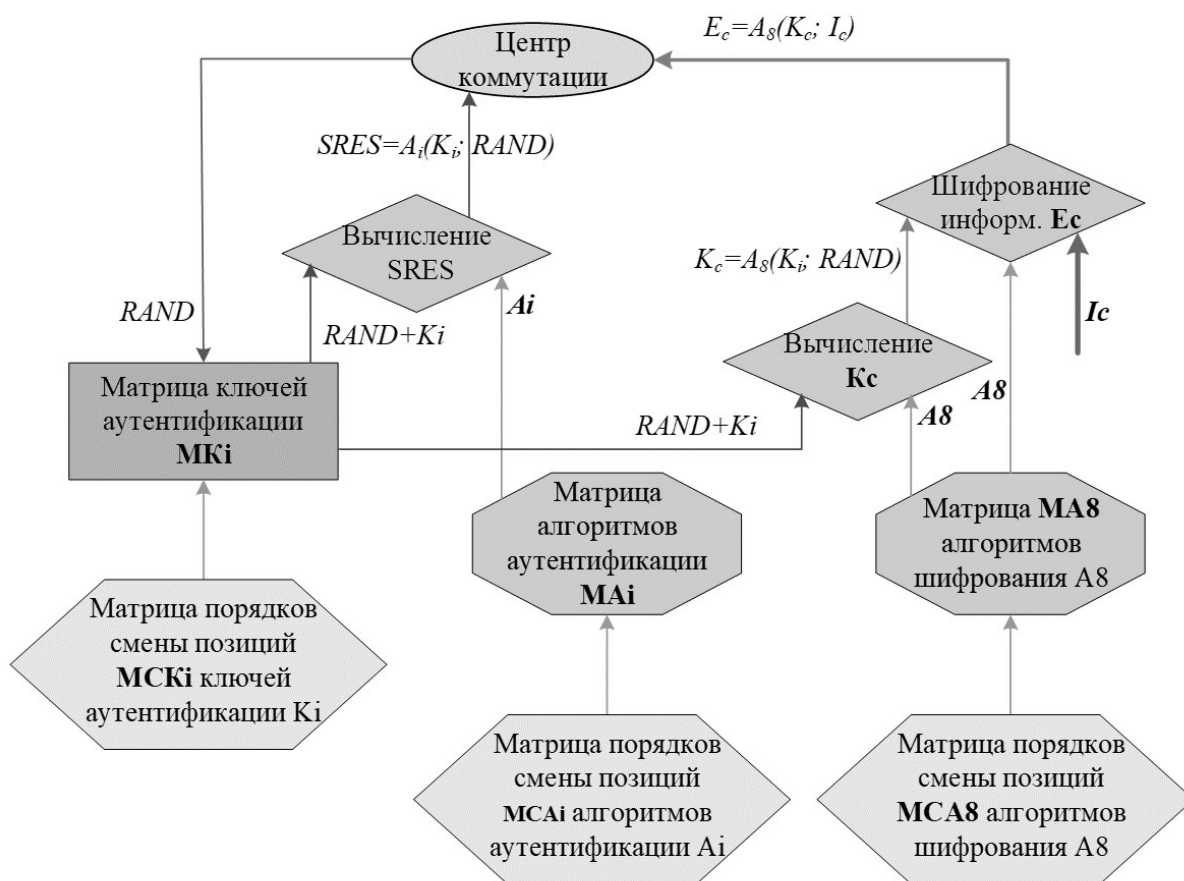 E_c=A_8(K_c; I_c)
Центр
коммутации
SRES=A_i(K_i; RAND)
Шифрование
информ. Ес
Вычисление
SRES
K_c=A_8(K_i; RAND)
RAND
RAND+Ki
Ai
Ic
Вычисление
Кс
Матрица ключей
аутентификации
МКi
A8
A8
RAND+Ki
Матрица
алгоритмов
аутентификации
МАi
Матрица МА8
алгоритмов
шифрования А8
Матрица порядков
смены позиций
МСКi ключей
аутентификации Ki
Матрица порядков
смены позиций
МСАi алгоритмов
аутентификации Ai
Матрица порядков
смены позиций
МСА8 алгоритмов
шифрования А8